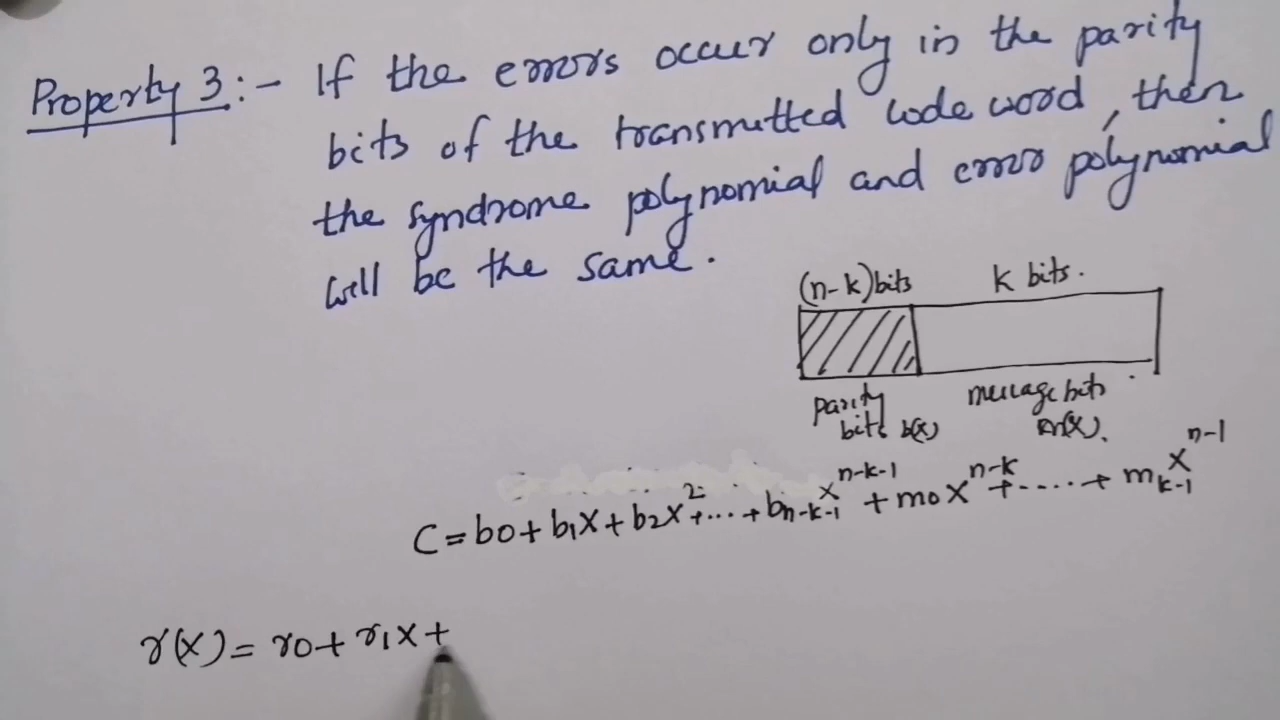 Property 3:- If the errors occur only in the parity
bits of the transmitted code word, then
the syndrome polynomial and error polynomial
will be the same.
(n-k)bits K bits.
parity message bits
bits b(x) m(x).
C = b0 + b1X + b2X² + ... + bn-k-1 X^n-k-1 + m0X^n-k + ..... + mk-1 X^n-1
r(x) = r0 + r1x +